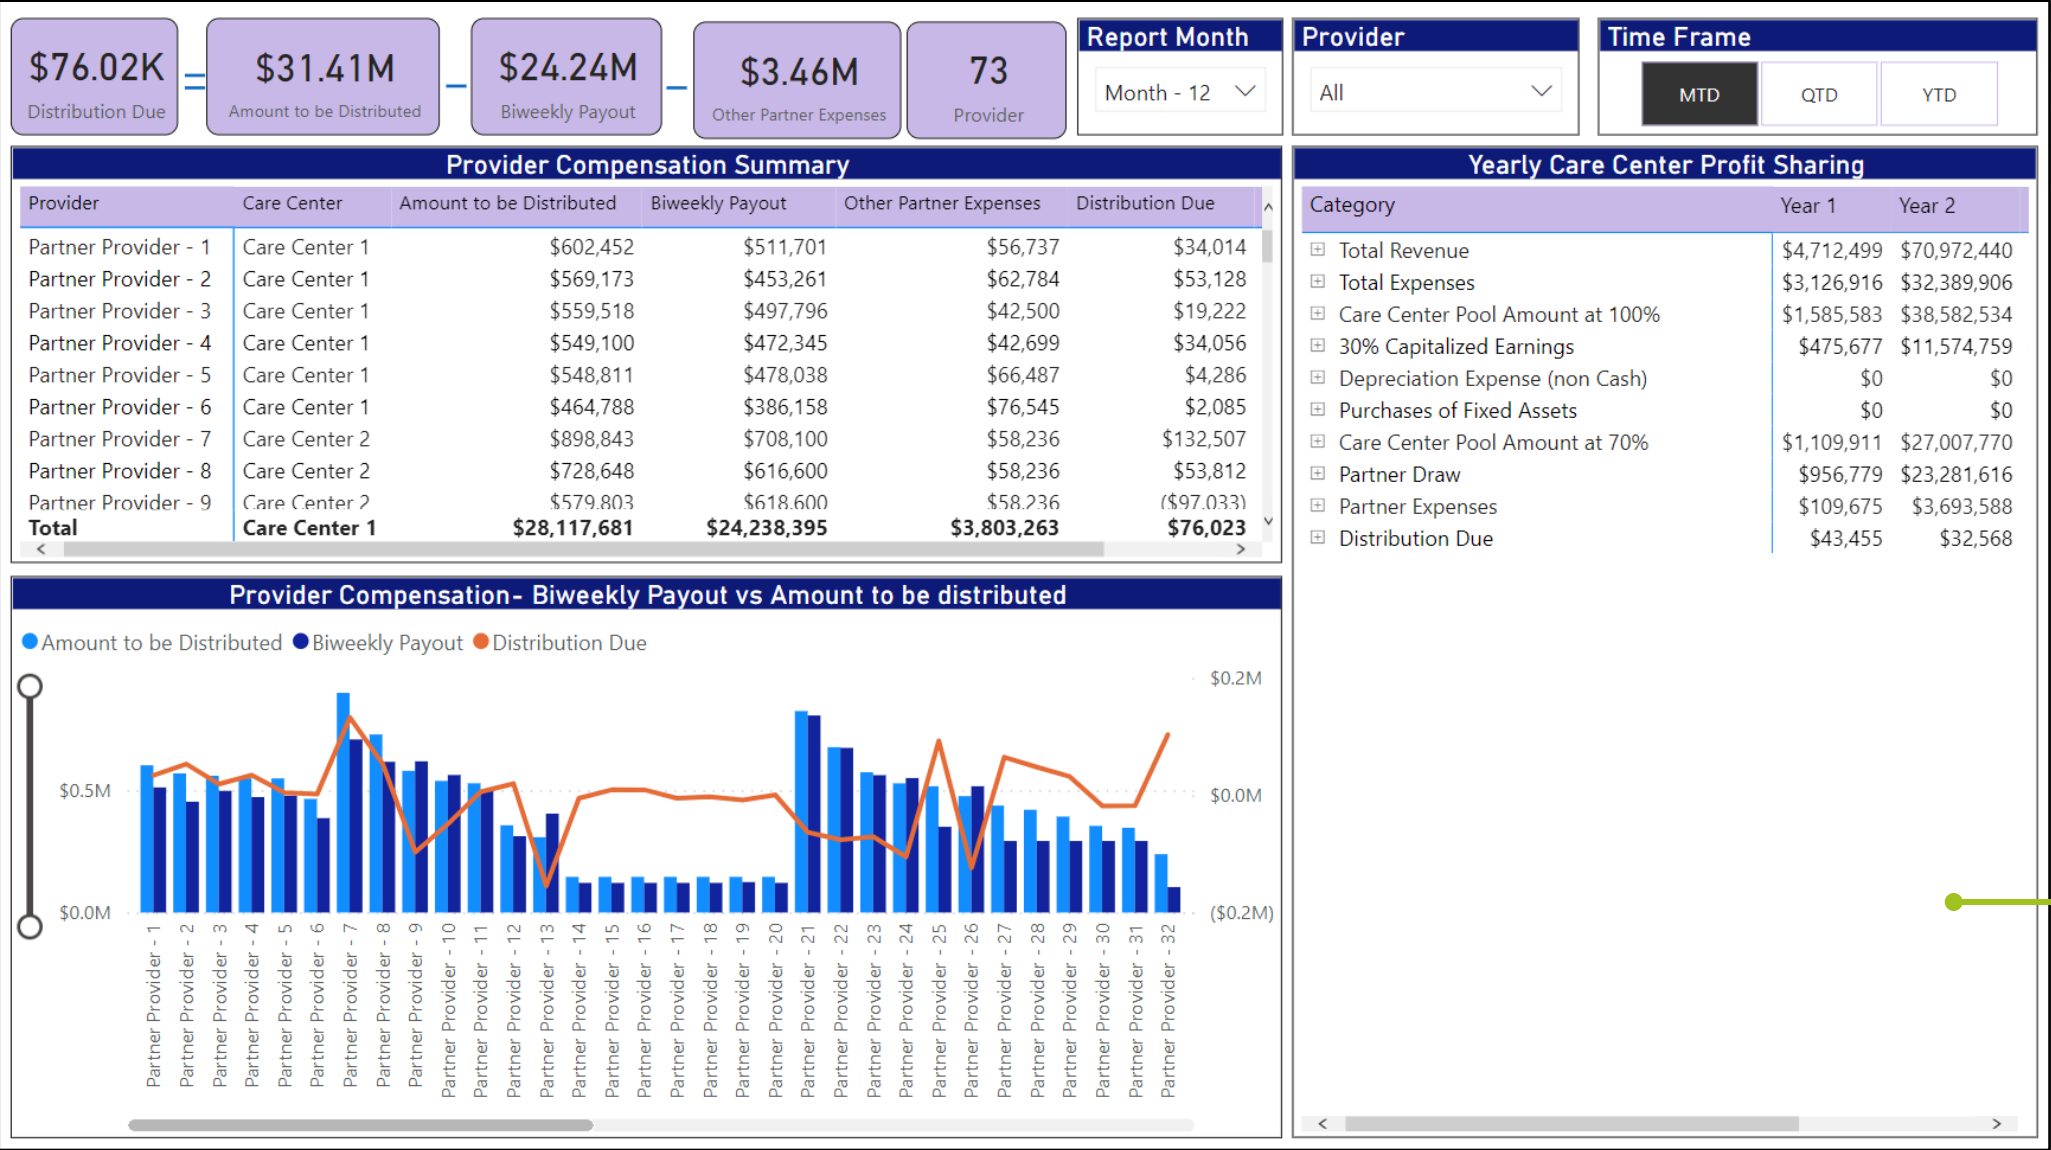 $76.02K
Distribution Due
=
$31.41M
Amount to be Distributed
–
$24.24M
Biweekly Payout
–
$3.46M
Other Partner Expenses
73
Provider
Report Month
Month - 12
Provider
All
Time Frame
MTD QTD YTD
Provider Compensation Summary
Provider Care Center Amount to be Distributed Biweekly Payout Other Partner Expenses Distribution Due
Partner Provider - 1 Care Center 1 $602,452 $511,701 $56,737 $34,014
Partner Provider - 2 Care Center 1 $569,173 $453,261 $62,784 $53,128
Partner Provider - 3 Care Center 1 $559,518 $497,796 $42,500 $19,222
Partner Provider - 4 Care Center 1 $549,100 $472,345 $42,699 $34,056
Partner Provider - 5 Care Center 1 $548,811 $478,038 $66,487 $4,286
Partner Provider - 6 Care Center 1 $464,788 $386,158 $76,545 $2,085
Partner Provider - 7 Care Center 2 $898,843 $708,100 $58,236 $132,507
Partner Provider - 8 Care Center 2 $728,648 $616,600 $58,236 $53,812
Partner Provider - 9 Care Center 2 $579,803 $618,600 $58,236 ($97,033)
Total Care Center 1 $28,117,681 $24,238,395 $3,803,263 $76,023
Yearly Care Center Profit Sharing
Category Year 1 Year 2
Total Revenue $4,712,499 $70,972,440
Total Expenses $3,126,916 $32,389,906
Care Center Pool Amount at 100% $1,585,583 $38,582,534
30% Capitalized Earnings $475,677 $11,574,759
Depreciation Expense (non Cash) $0 $0
Purchases of Fixed Assets $0 $0
Care Center Pool Amount at 70% $1,109,911 $27,007,770
Partner Draw $956,779 $23,281,616
Partner Expenses $109,675 $3,693,588
Distribution Due $43,455 $32,568
Provider Compensation- Biweekly Payout vs Amount to be distributed
Amount to be Distributed Biweekly Payout Distribution Due
$0.5M
$0.0M
$0.2M
$0.0M
($0.2M)
Partner Provider - 1
Partner Provider - 2
Partner Provider - 3
Partner Provider - 4
Partner Provider - 5
Partner Provider - 6
Partner Provider - 7
Partner Provider - 8
Partner Provider - 9
Partner Provider - 10
Partner Provider - 11
Partner Provider - 12
Partner Provider - 13
Partner Provider - 14
Partner Provider - 15
Partner Provider - 16
Partner Provider - 17
Partner Provider - 18
Partner Provider - 19
Partner Provider - 20
Partner Provider - 21
Partner Provider - 22
Partner Provider - 23
Partner Provider - 24
Partner Provider - 25
Partner Provider - 26
Partner Provider - 27
Partner Provider - 28
Partner Provider - 29
Partner Provider - 30
Partner Provider - 31
Partner Provider - 32